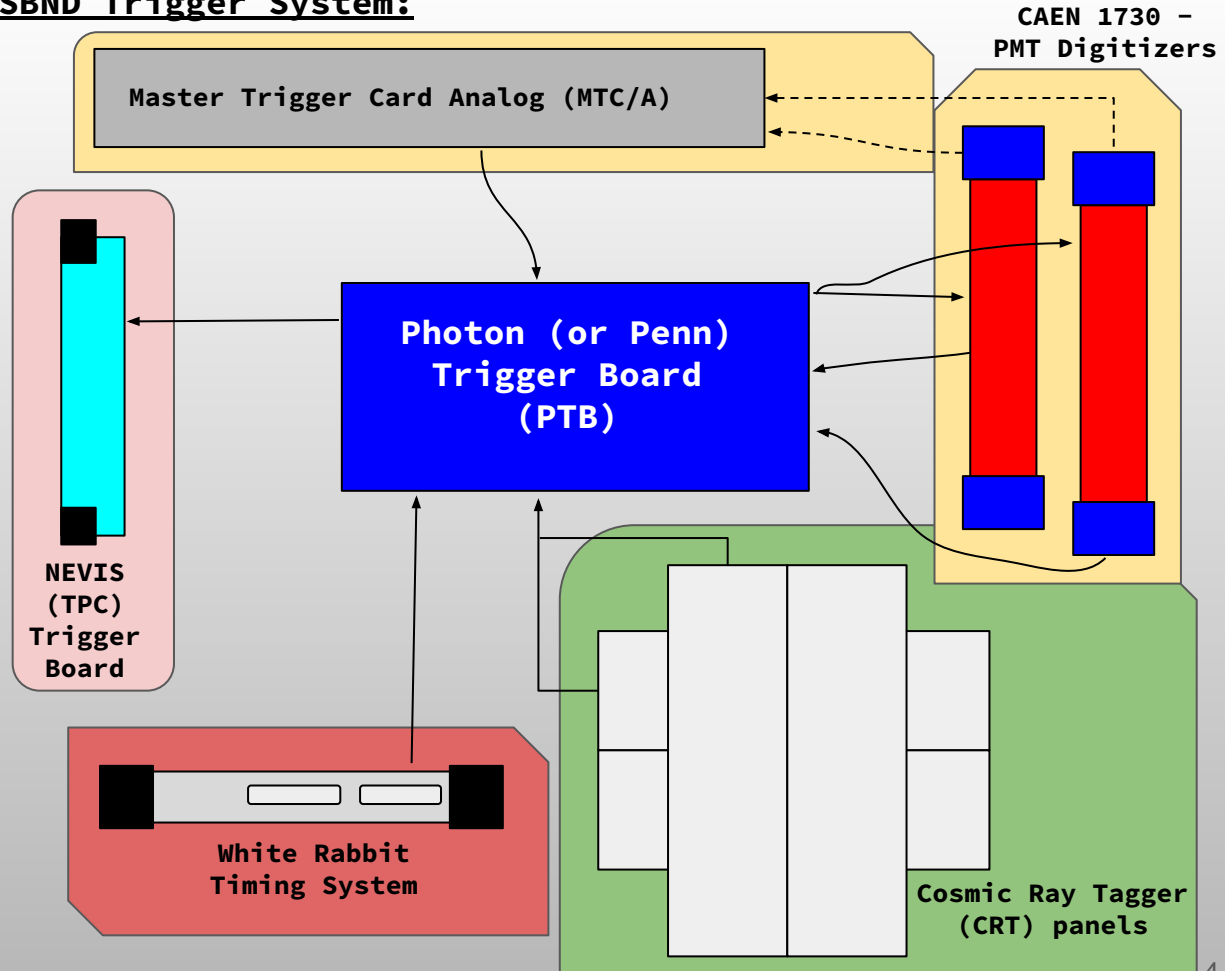 SBND Trigger System:
CAEN 1730 -
PMT Digitizers
Master Trigger Card Analog (MTC/A)
Photon (or Penn)
Trigger Board
(PTB)
NEVIS
(TPC)
Trigger
Board
White Rabbit
Timing System
Cosmic Ray Tagger
(CRT) panels
4